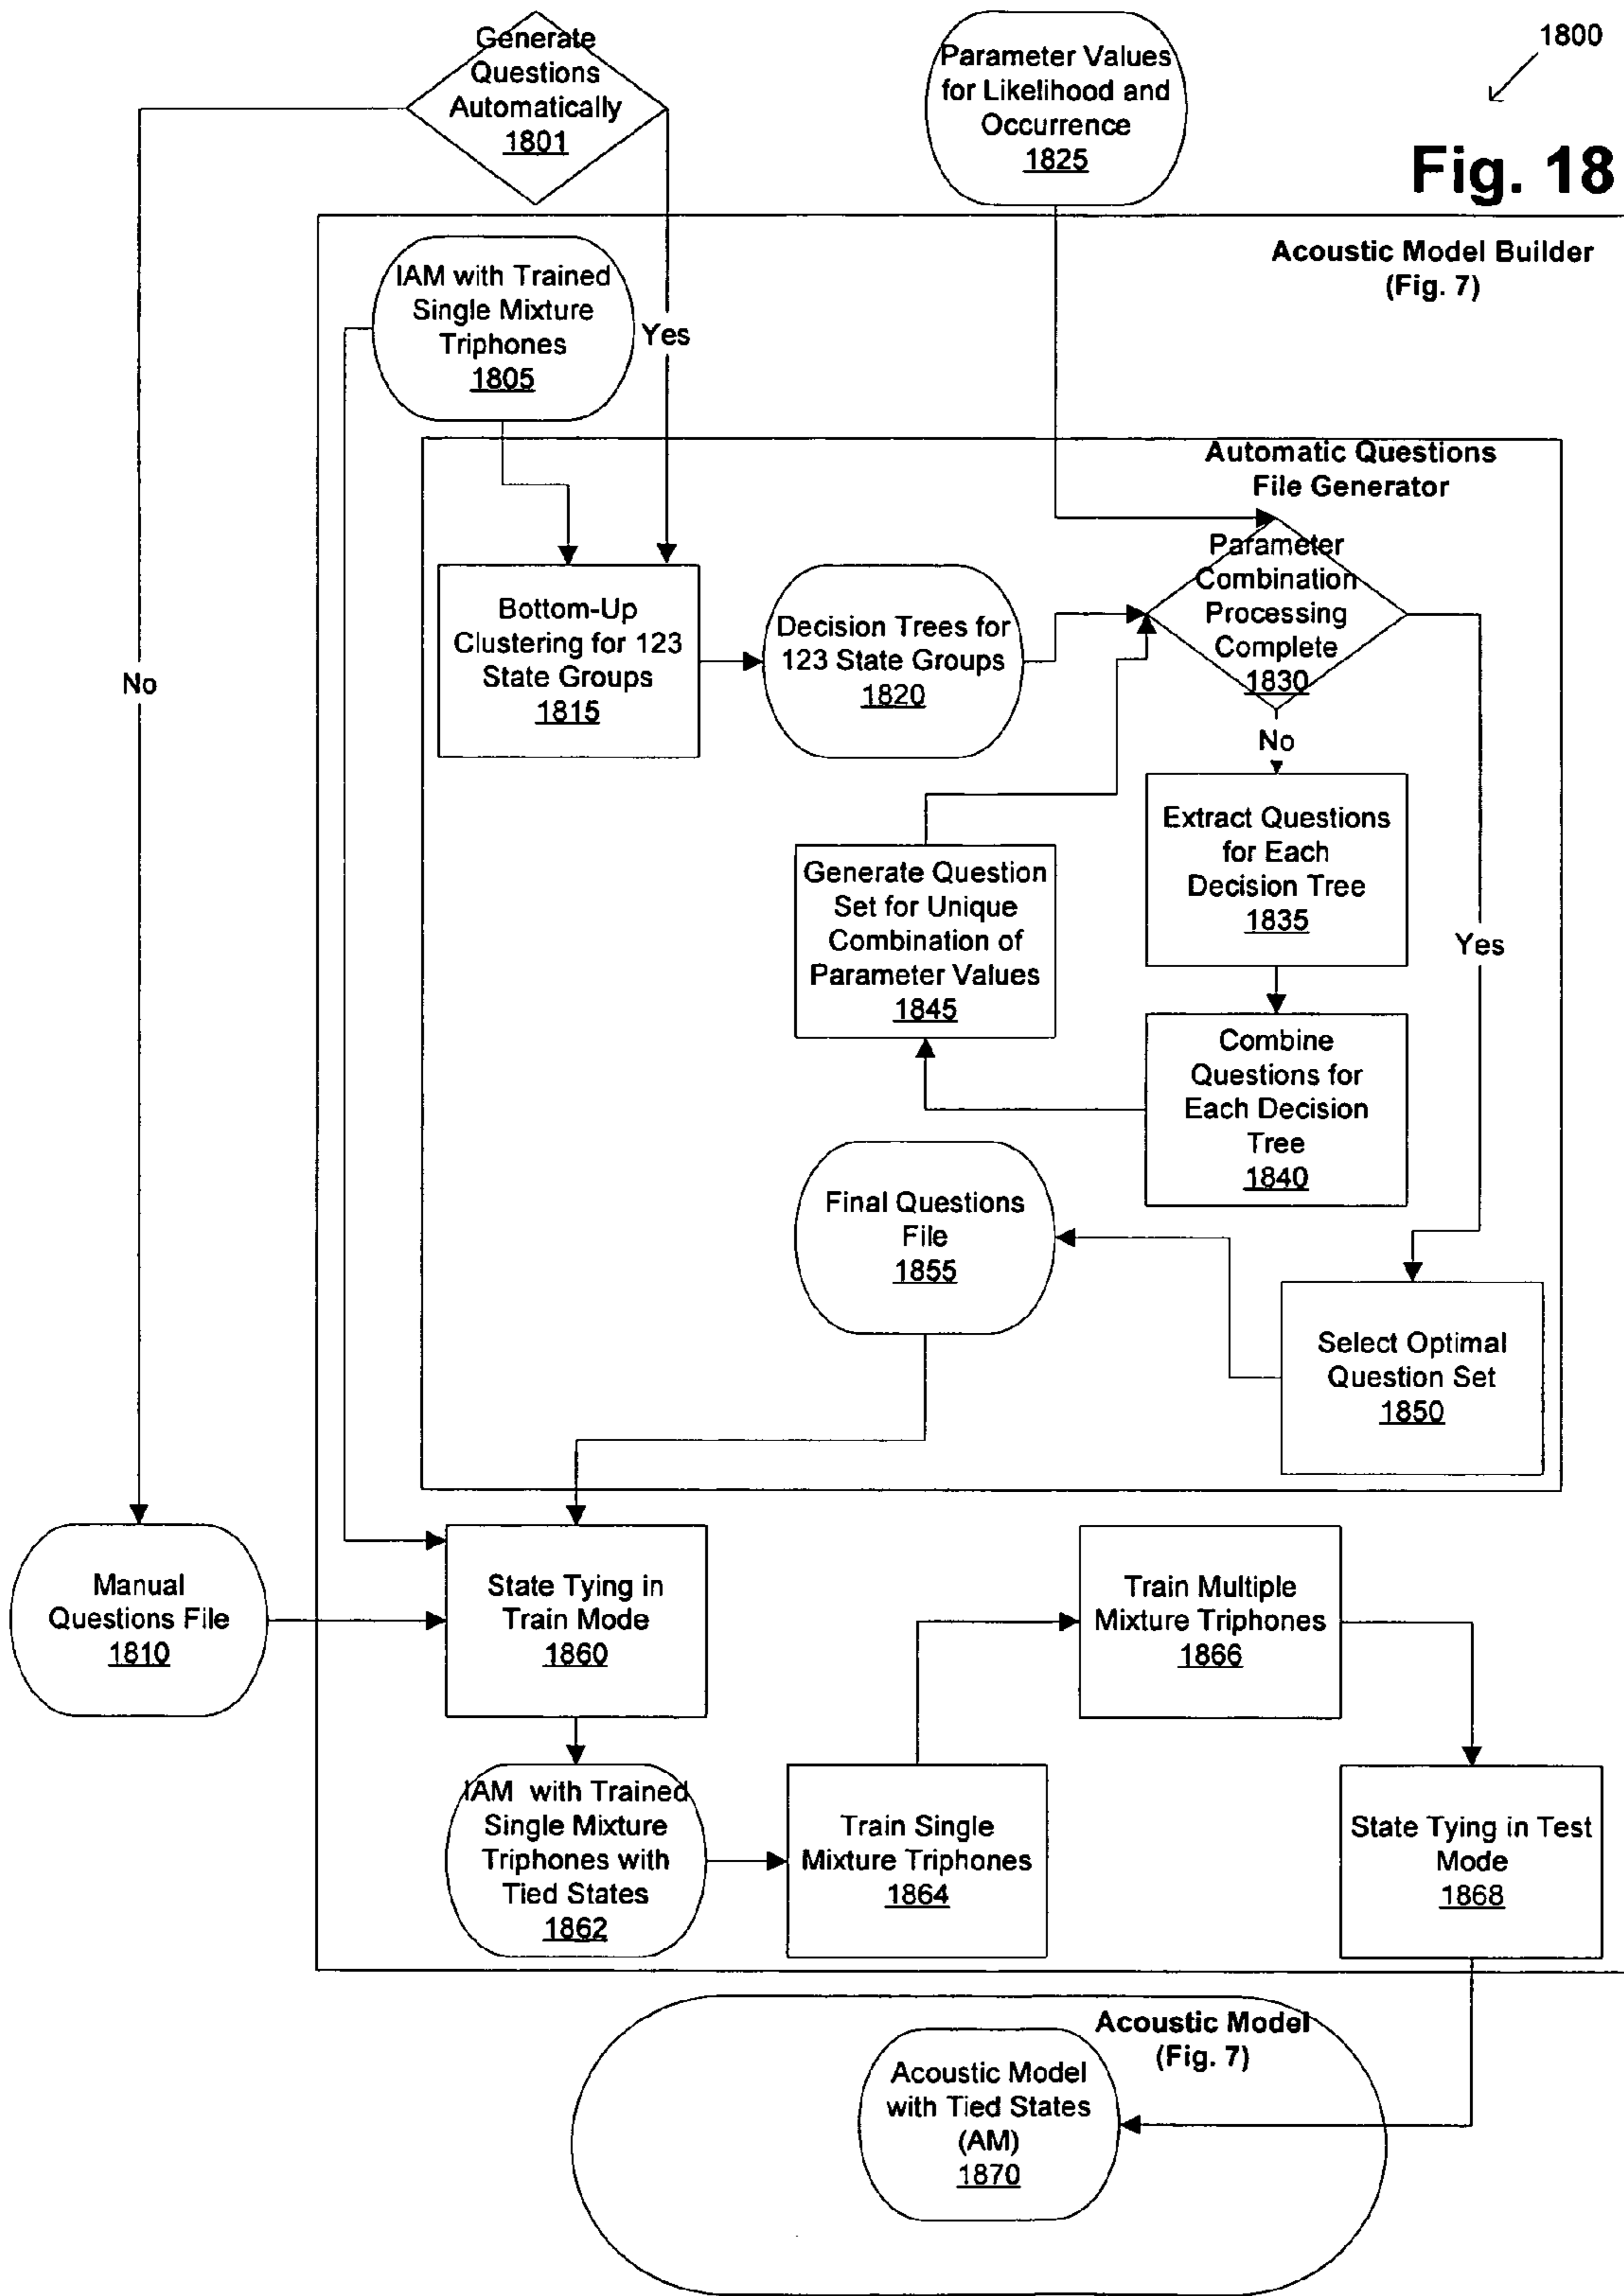 1800
Fig. 18
Generate
Questions
Automatically
1801
Parameter Values
for Likelihood and
Occurrence
1825
Acoustic Model Builder
(Fig. 7)
IAM with Trained
Single Mixture
Triphones
1805
Yes
No
Automatic Questions
File Generator
Bottom-Up
Clustering for 123
State Groups
1815
Decision Trees for
123 State Groups
1820
Parameter
Combination
Processing
Complete
1830
No
Yes
Extract Questions
for Each
Decision Tree
1835
Generate Question
Set for Unique
Combination of
Parameter Values
1845
Combine
Questions for
Each Decision
Tree
1840
Final Questions
File
1855
Select Optimal
Question Set
1850
Manual
Questions File
1810
State Tying in
Train Mode
1860
Train Multiple
Mixture Triphones
1866
IAM with Trained
Single Mixture
Triphones with
Tied States
1862
Train Single
Mixture Triphones
1864
State Tying in Test
Mode
1868
Acoustic Model
(Fig. 7)
Acoustic Model
with Tied States
(AM)
1870